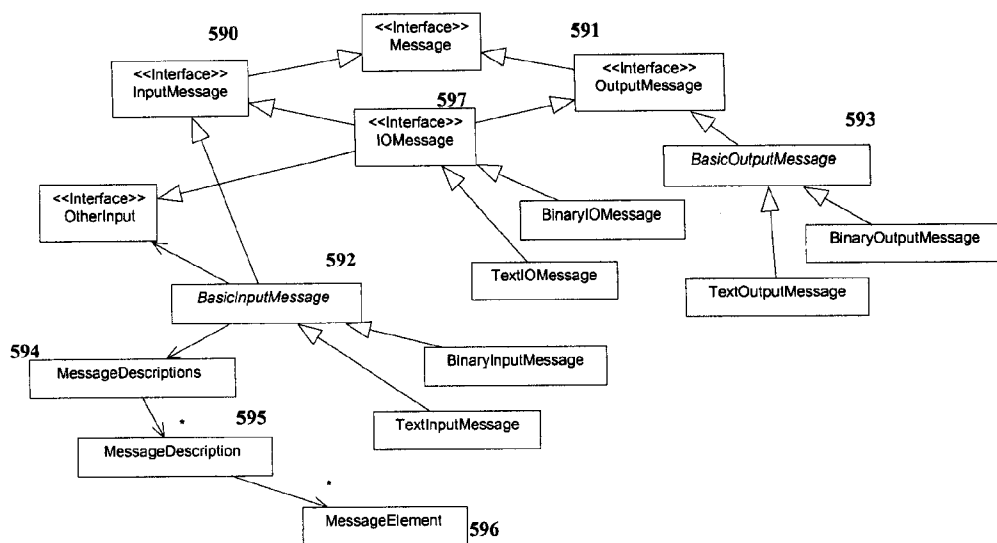 590
<<Interface>>
Message
591
<<Interface>>
InputMessage
<<Interface>>
OutputMessage
597
<<Interface>>
IOMessage
593
BasicOutputMessage
<<Interface>>
OtherInput
BinaryIOMessage
BinaryOutputMessage
592
TextIOMessage
BasicInputMessage
TextOutputMessage
594
MessageDescriptions
BinaryInputMessage
595
*
TextInputMessage
MessageDescription
*
MessageElement
596